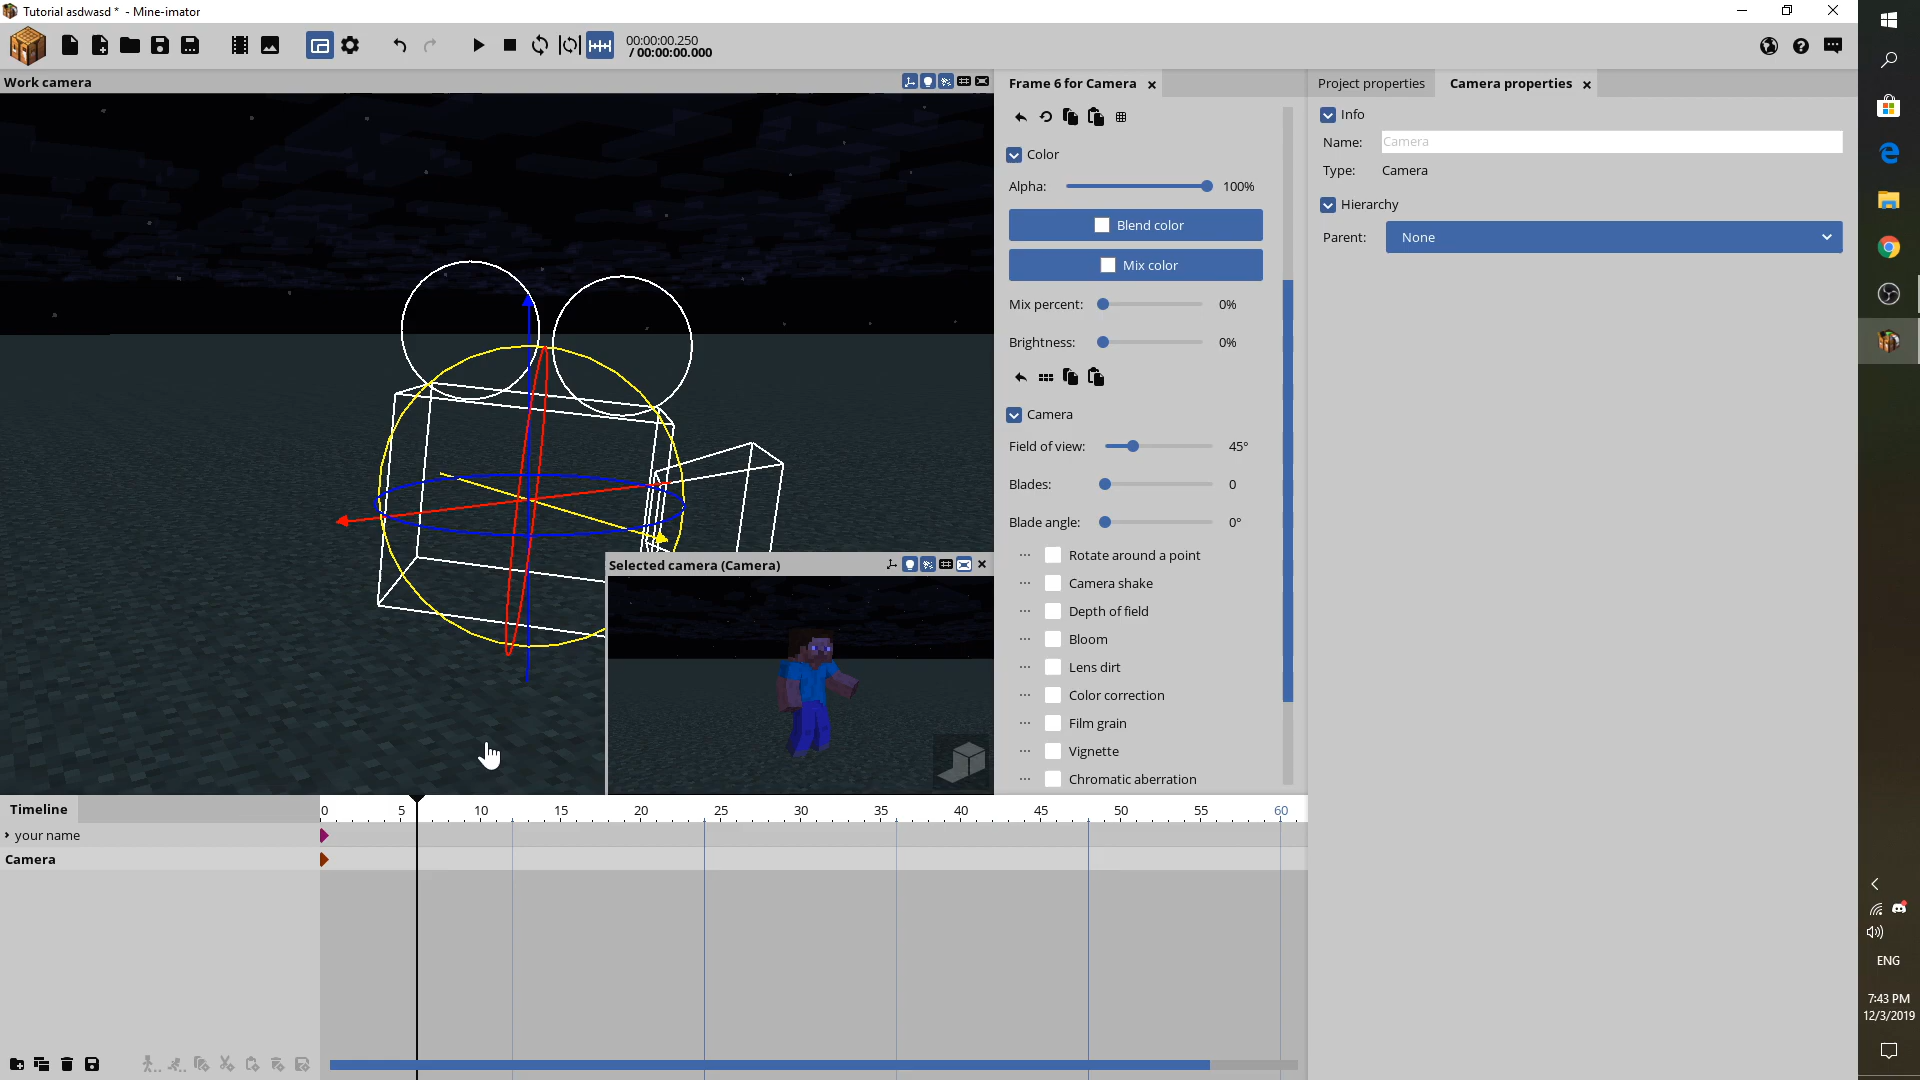 Tutorial asdwasd * - Mine-imator
00:00:00.250
/ 00:00:00.000
Work camera
Frame 6 for Camera
Project properties
Camera properties
Info
Name: Camera
Type: Camera
Hierarchy
Parent: None
Color
Alpha: 100%
Blend color
Mix color
Mix percent: 0%
Brightness: 0%
Camera
Field of view: 45°
Blades: 0
Blade angle: 0°
Rotate around a point
Camera shake
Depth of field
Bloom
Lens dirt
Color correction
Film grain
Vignette
Chromatic aberration
Selected camera (Camera)
Timeline
0 5 10 15 20 25 30 35 40 45 50 55 60
your name
Camera
ENG
7:43 PM
12/3/2019